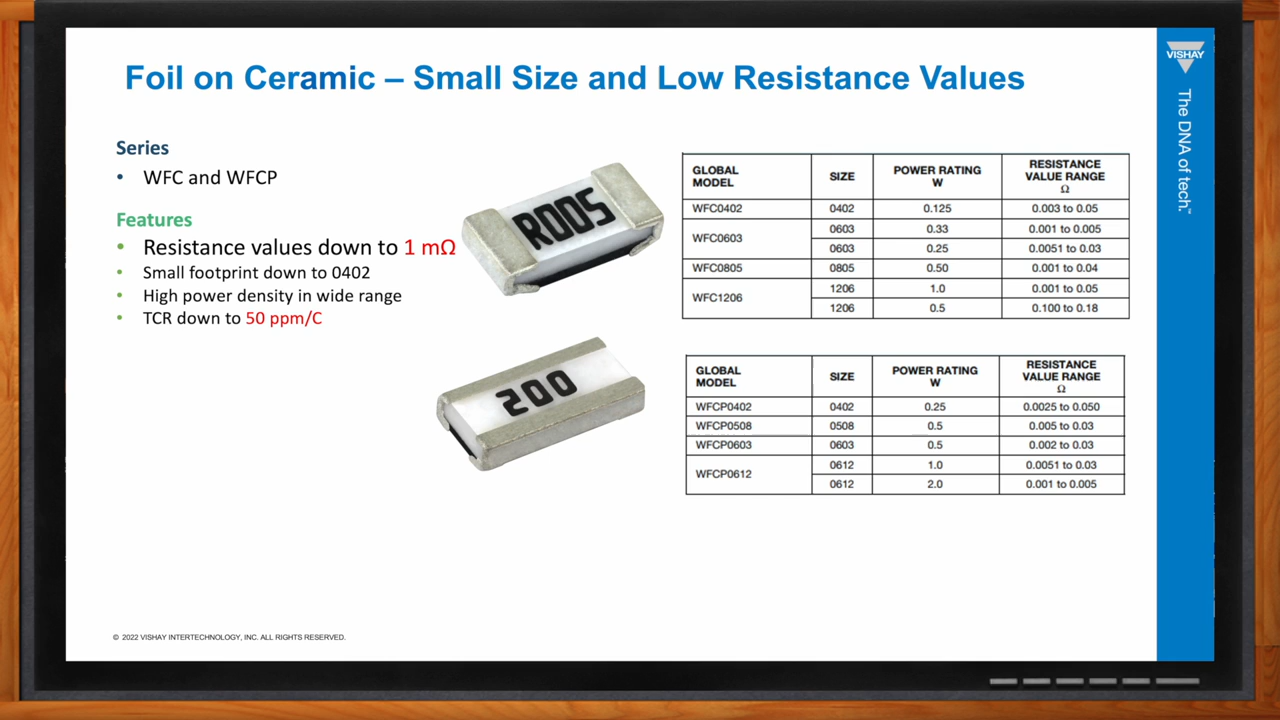 Foil on Ceramic – Small Size and Low Resistance Values
VISHAY
The DNA of tech.™
Series
• WFC and WFCP
Features
• Resistance values down to 1 mΩ
• Small footprint down to 0402
• High power density in wide range
• TCR down to 50 ppm/C
R005
200
GLOBAL MODEL SIZE POWER RATING W RESISTANCE VALUE RANGE Ω
WFC0402 0402 0.125 0.003 to 0.05
WFC0603 0603 0.33 0.001 to 0.005
0603 0.25 0.0051 to 0.03
WFC0805 0805 0.50 0.001 to 0.04
WFC1206 1206 1.0 0.001 to 0.05
1206 0.5 0.100 to 0.18
GLOBAL MODEL SIZE POWER RATING W RESISTANCE VALUE RANGE Ω
WFCP0402 0402 0.25 0.0025 to 0.050
WFCP0508 0508 0.5 0.005 to 0.03
WFCP0603 0603 0.5 0.002 to 0.03
WFCP0612 0612 1.0 0.0051 to 0.03
0612 2.0 0.001 to 0.005
© 2022 VISHAY INTERTECHNOLOGY, INC. ALL RIGHTS RESERVED.